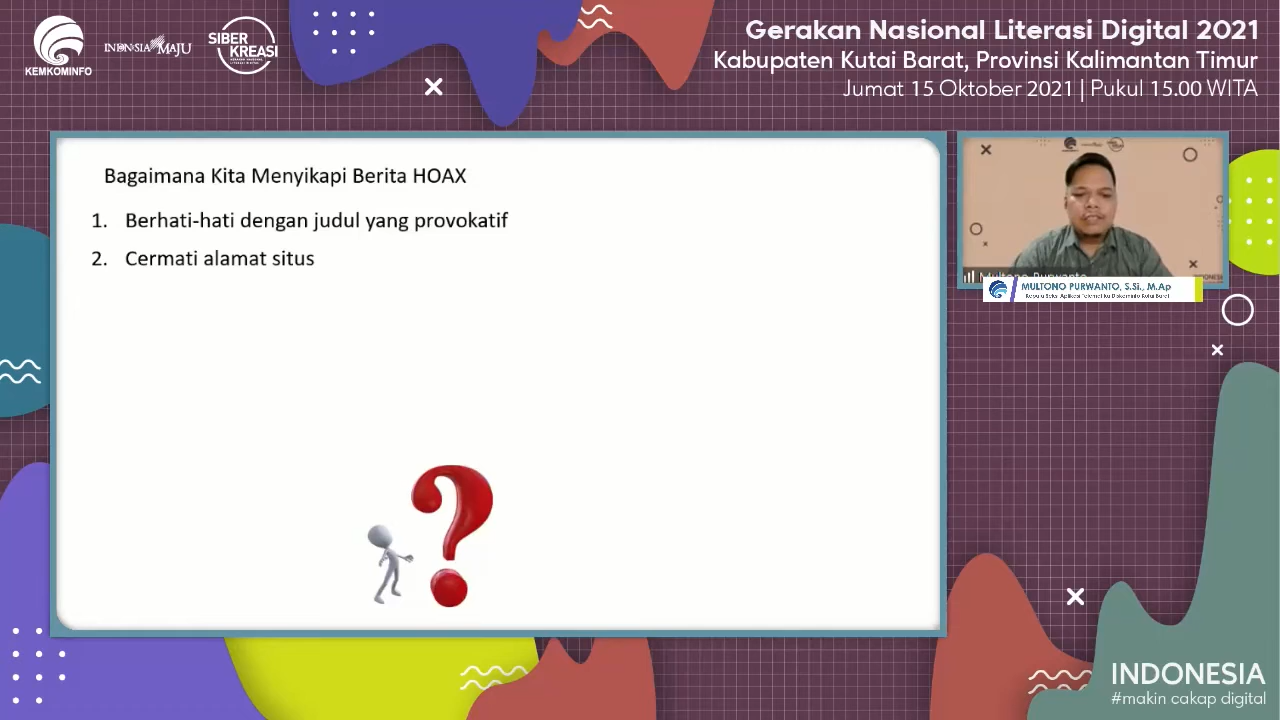 KEMKOMINFO
INDONESIA MAJU
SIBER
KREASI
Gerakan Nasional Literasi Digital 2021
Kabupaten Kutai Barat, Provinsi Kalimantan Timur
Jumat 15 Oktober 2021 | Pukul 15.00 WITA
Bagaimana Kita Menyikapi Berita HOAX
1. Berhati-hati dengan judul yang provokatif
2. Cermati alamat situs
Multono Purwanto
MULTONO PURWANTO, S.Si., M.Ap
INDONESIA
#makin cakap digital